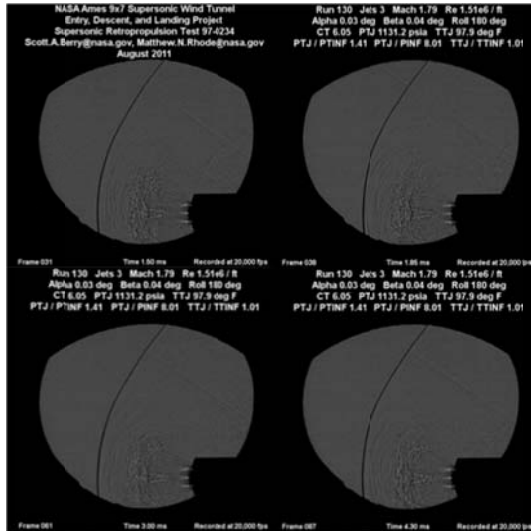 NASA Ames 9x7 Supersonic Wind Tunnel
Entry, Descent, and Landing Project
Supersonic Retropropulsion Test 97-0234
Scott.A.Berry@nasa.gov, Matthew.N.Rhode@nasa.gov
August 2011
Frame 031 Time 1.50 ms Recorded at 20,000 fps
Run 130 Jets 3 Mach 1.79 Re 1.51e6 / ft
Alpha 0.03 deg Beta 0.04 deg Roll 180 deg
CT 6.05 PTJ 1131.2 psia TTJ 97.9 deg F
PTJ / PTINF 1.41 PTJ / PINF 8.01 TTJ / TTINF 1.01
Time 1.85 ms Recorded at 20,000 fps
Run 130 Jets 3 Mach 1.79 Re 1.51e6 / ft
Alpha 0.03 deg Beta 0.04 deg Roll 180 deg
CT 6.05 PTJ 1131.2 psia TTJ 97.9 deg F
PTJ / PTINF 1.41 PTJ / PINF 8.01 TTJ / TTINF 1.01
Frame 061 Time 3.00 ms Recorded at 20,000 fps
Run 130 Jets 3 Mach 1.79 Re 1.51e6 / ft
Alpha 0.03 deg Beta 0.04 deg Roll 180 deg
CT 6.05 PTJ 1131.2 psia TTJ 97.9 deg F
PTJ / PTINF 1.41 PTJ / PINF 8.01 TTJ / TTINF 1.01
Frame 087 Time 4.30 ms Recorded at 20,000 fps